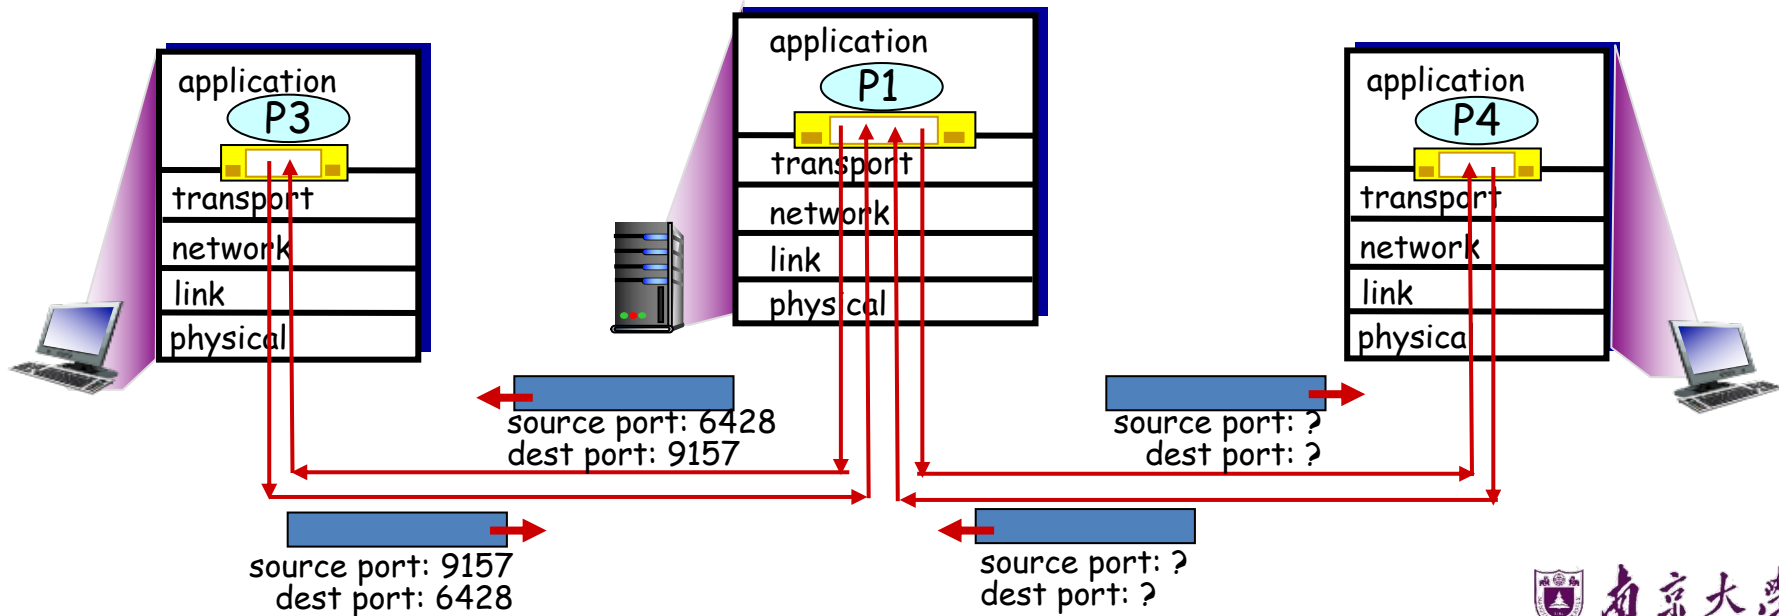 application
P3
transport
network
link
physical
application
P1
transport
network
link
physical
application
P4
transport
network
link
physica
source port: 6428
dest port: 9157
source port: ?
dest port: ?
source port: 9157
dest port: 6428
source port: ?
dest port: ?
南京大学